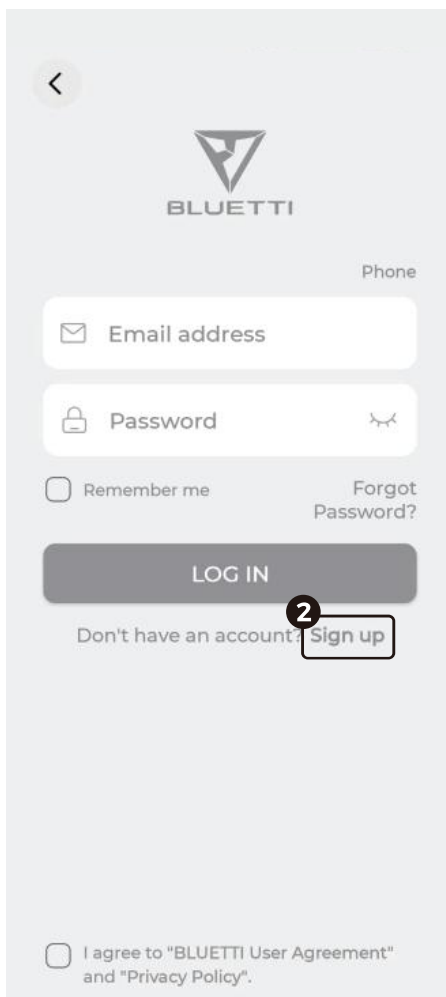 BLUETTI
Phone
Email address
Password
Remember me
Forgot
Password?
LOG IN
2
Don't have an account? Sign up
I agree to "BLUETTI User Agreement"
and "Privacy Policy".